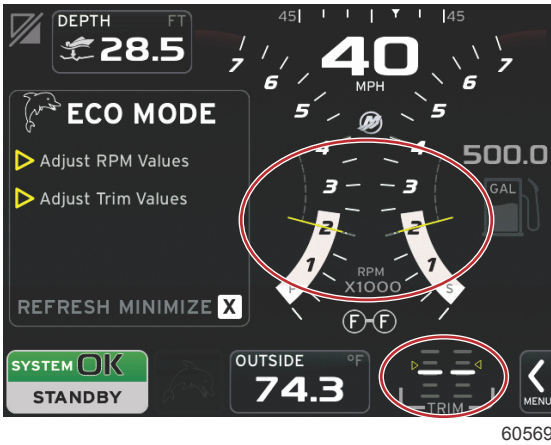 DEPTH FT
28.5
45 45
40
MPH
7 7
6 6
5 5
4 4
3 3
2 2
1 1
RPM
X1000
P S
F-F
ECO MODE
Adjust RPM Values
Adjust Trim Values
REFRESH MINIMIZE X
500.0
GAL
SYSTEM OK
STANDBY
OUTSIDE °F
74.3
TRIM
MENU
60569